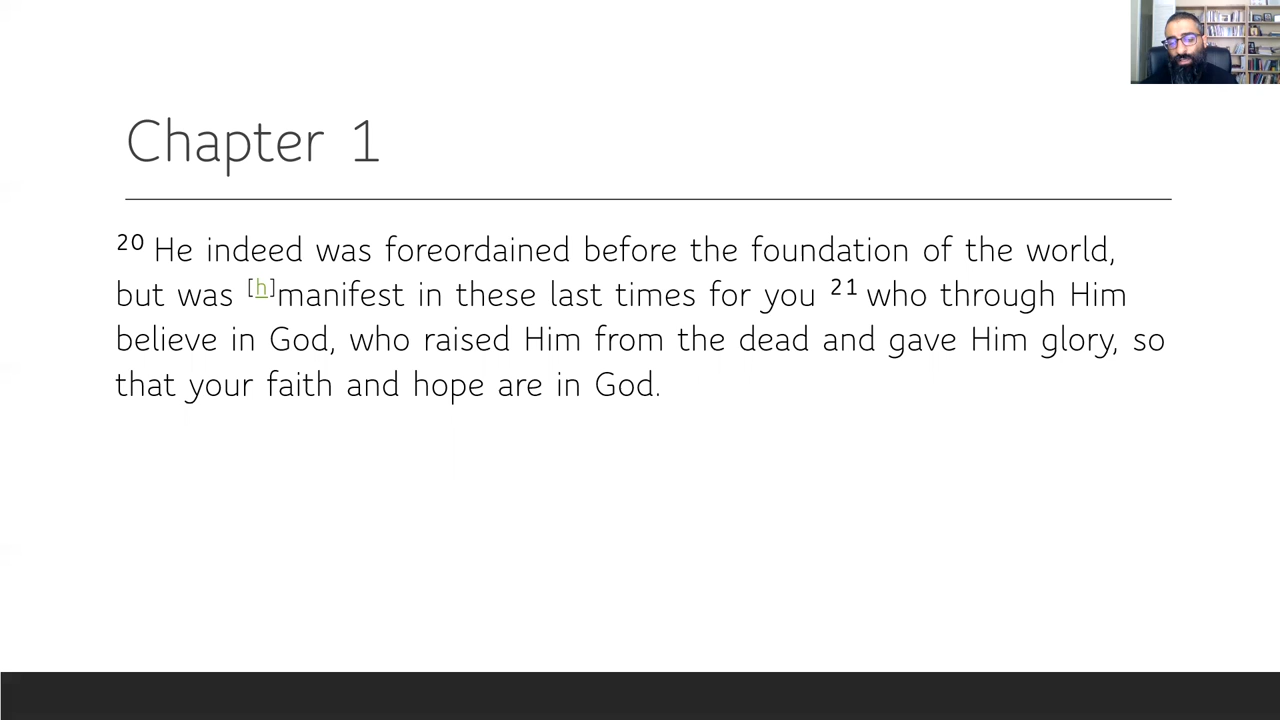 Chapter 1
20 He indeed was foreordained before the foundation of the world,
but was [h]manifest in these last times for you 21 who through Him
believe in God, who raised Him from the dead and gave Him glory, so
that your faith and hope are in God.